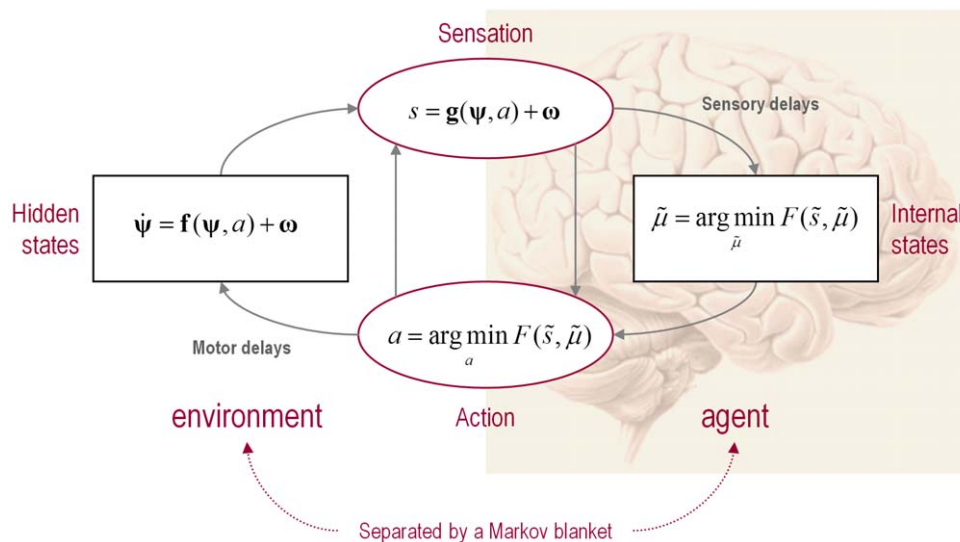 Sensation
s = g(ψ, a) + ω
Sensory delays
Hidden
states
ψ̇ = f(ψ, a) + ω
μ̃ = arg min F(s̃, μ̃)
μ̃
Internal
states
Motor delays
a = arg min F(s̃, μ̃)
a
environment
Action
agent
Separated by a Markov blanket